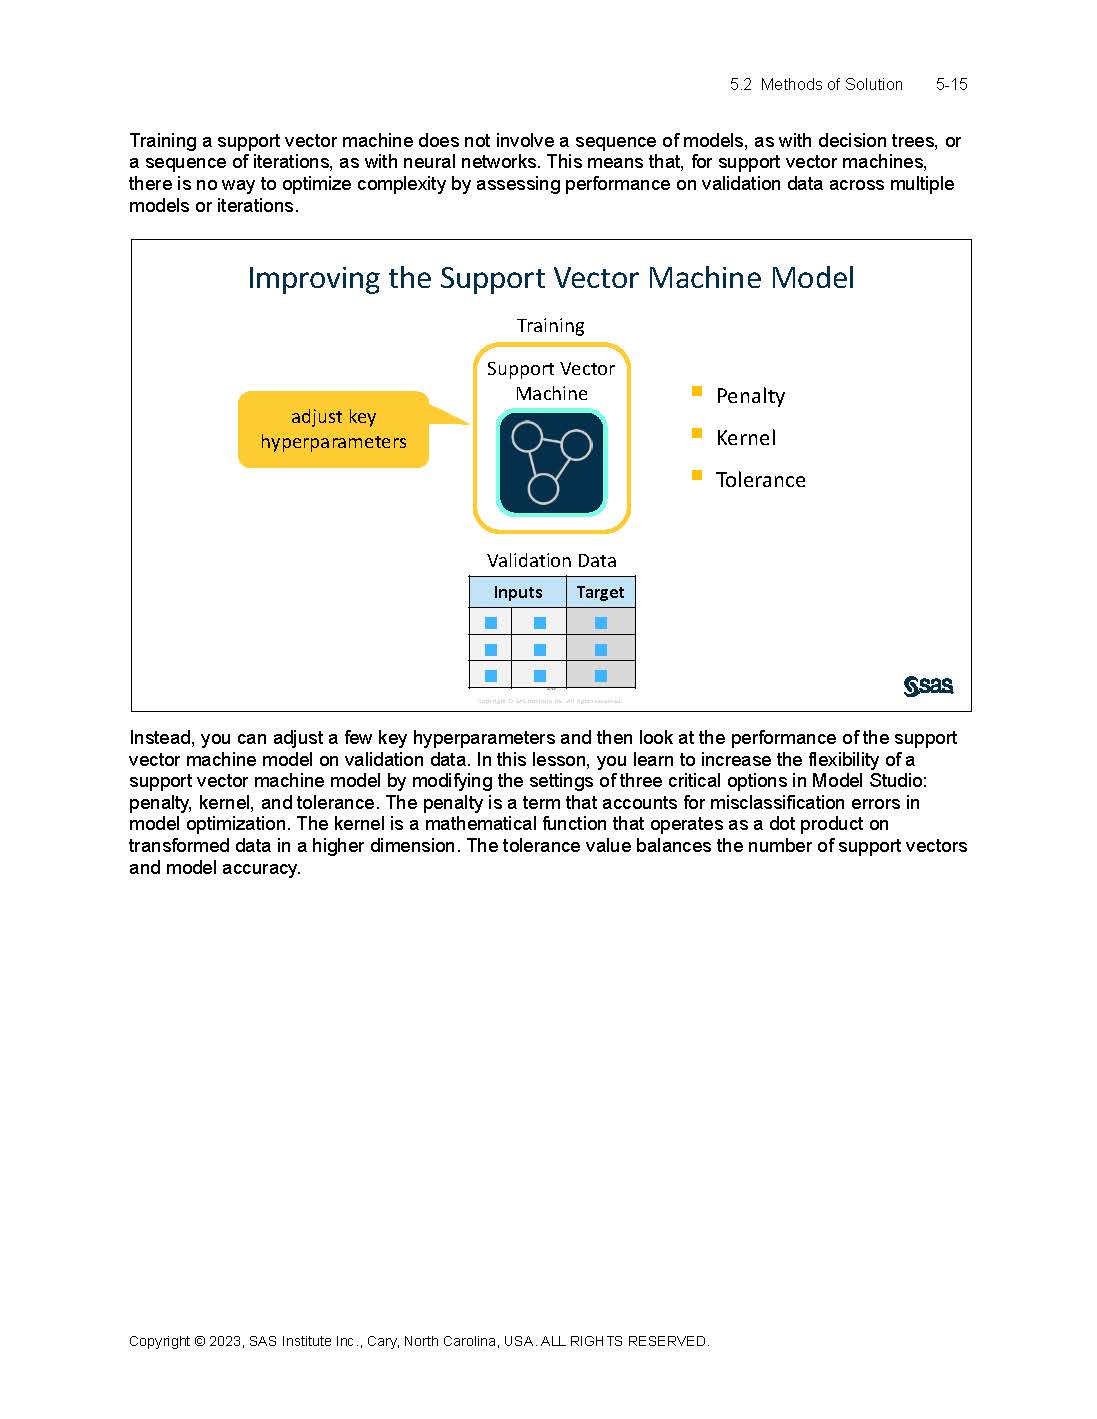 5.2 Methods of Solution 5-15
Training a support vector machine does not involve a sequence of models, as with decision trees, or
a sequence of iterations, as with neural networks. This means that, for support vector machines,
there is no way to optimize complexity by assessing performance on validation data across multiple
models or iterations.
Improving the Support Vector Machine Model
Training
Support Vector
Machine
adjust key
hyperparameters
Penalty
Kernel
Tolerance
Validation Data
Inputs Target
sas
Copyright © SAS Institute Inc. All rights reserved.
Instead, you can adjust a few key hyperparameters and then look at the performance of the support
vector machine model on validation data. In this lesson, you learn to increase the flexibility of a
support vector machine model by modifying the settings of three critical options in Model Studio:
penalty, kernel, and tolerance. The penalty is a term that accounts for misclassification errors in
model optimization. The kernel is a mathematical function that operates as a dot product on
transformed data in a higher dimension. The tolerance value balances the number of support vectors
and model accuracy.
Copyright © 2023, SAS Institute Inc., Cary, North Carolina, USA. ALL RIGHTS RESERVED.